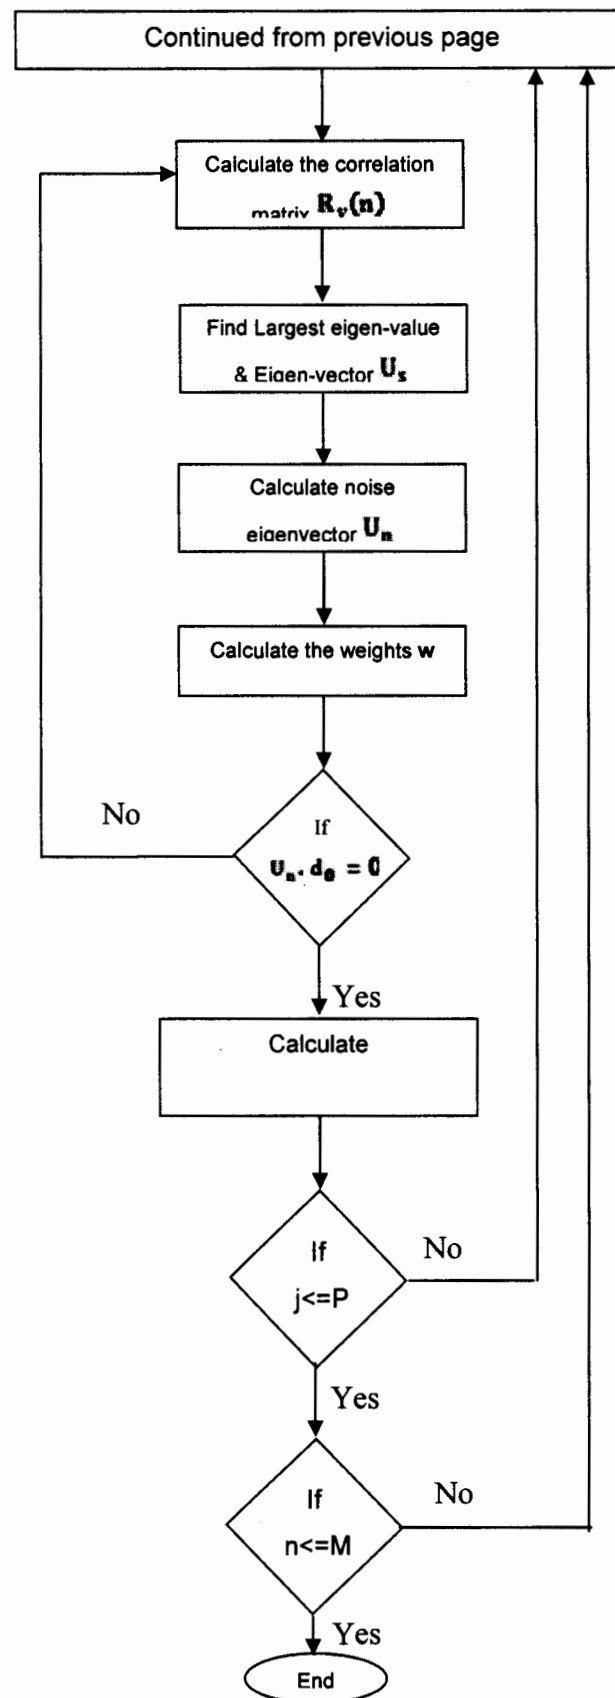 Continued from previous page
Calculate the correlation
matrix R_v(n)
Find Largest eigen-value
& Eigen-vector U_s
Calculate noise
eigenvector U_n
Calculate the weights w
No
If
U_n. d_θ = 0
Yes
Calculate
If
j<=P
No
Yes
If
n<=M
No
Yes
End